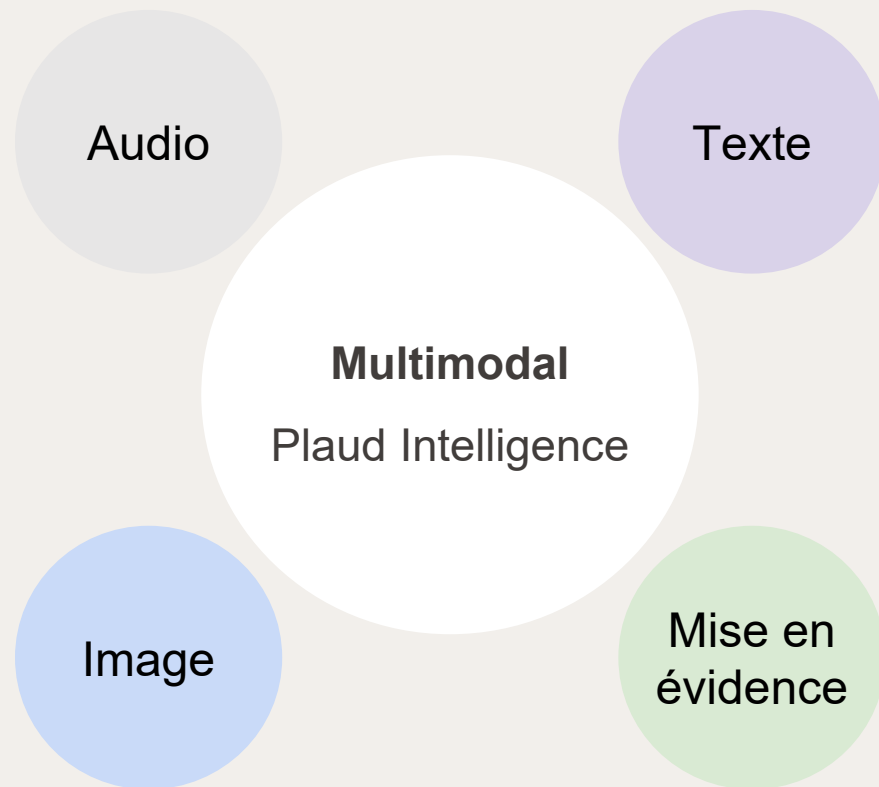 Audio
Texte
Multimodal
Plaud Intelligence
Image
Mise en
évidence